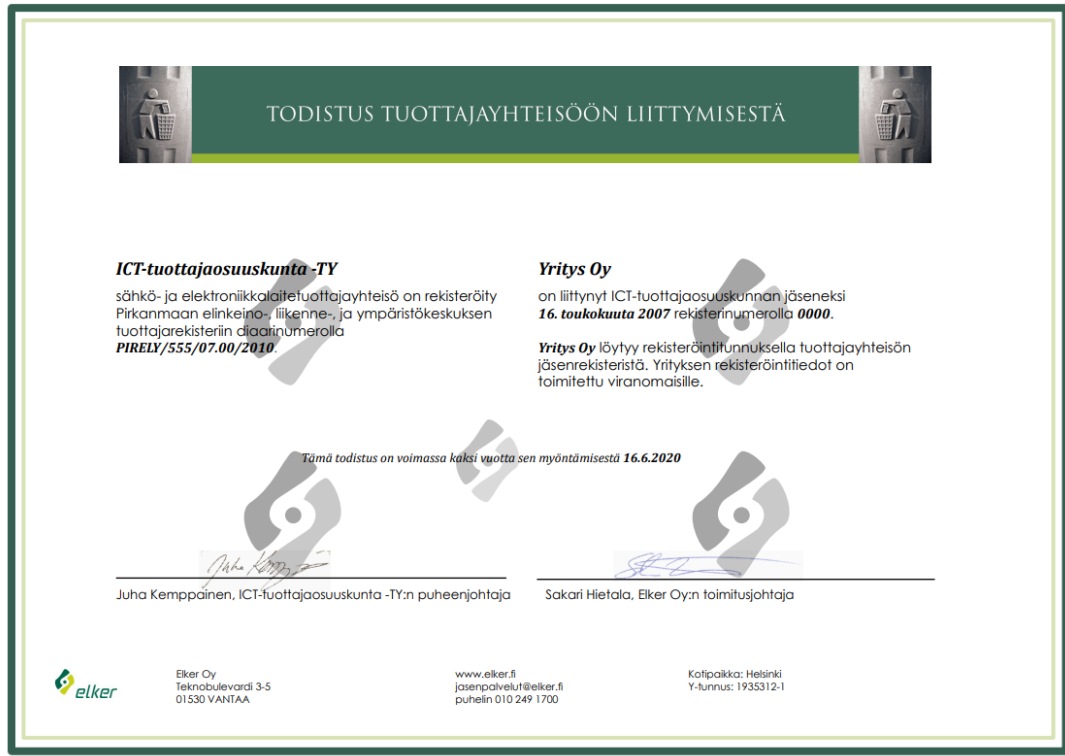 TODISTUS TUOTTAJAYHTEISÖÖN LIITTYMISESTÄ
ICT-tuottajaosuuskunta -TY
sähkö- ja elektroniikkalaitetuottajayhteisö on rekisteröity
Pirkanmaan elinkeino-, liikenne-, ja ympäristökeskuksen
tuottajarekisteriin diaarinumerolla
PIRELY/555/07.00/2010.
Yritys Oy
on liittynyt ICT-tuottajaosuuskunnan jäseneksi
16. toukokuuta 2007 rekisterinumerolla 0000.
Yritys Oy löytyy rekisteröintitunnuksella tuottajayhteisön
jäsenrekisteristä. Yrityksen rekisteröintitiedot on
toimitettu viranomaisille.
Tämä todistus on voimassa kaksi vuotta sen myöntämisestä 16.6.2020
Juha Kemppainen, ICT-tuottajaosuuskunta -TY:n puheenjohtaja
Sakari Hietala, Elker Oy:n toimitusjohtaja
elker
Elker Oy
Teknobulevardi 3-5
01530 VANTAA
www.elker.fi
jasenpalvelut@elker.fi
puhelin 010 249 1700
Kotipaikka: Helsinki
Y-tunnus: 1935312-1